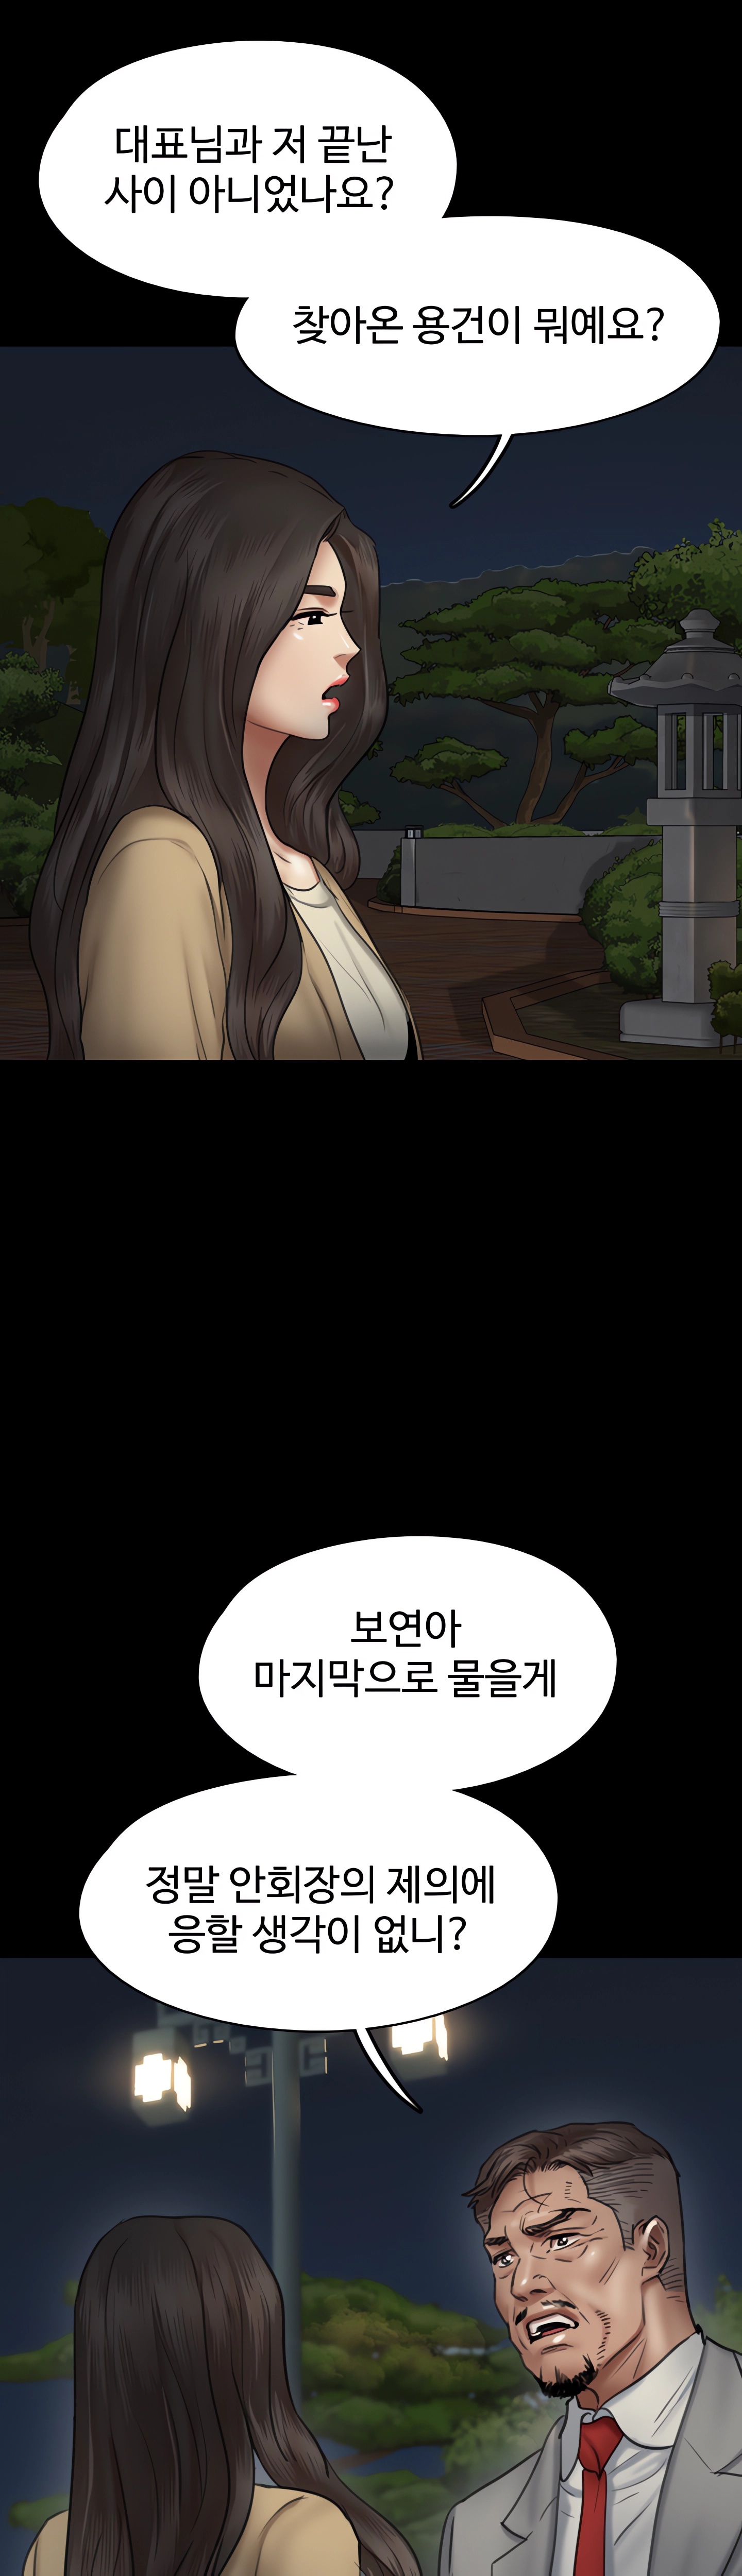 대표님과 저 끝난
사이 아니었나요?
찾아온 용건이 뭐예요?
보연아
마지막으로 물을게
정말 안회장의 제의에
응할 생각이 없니?